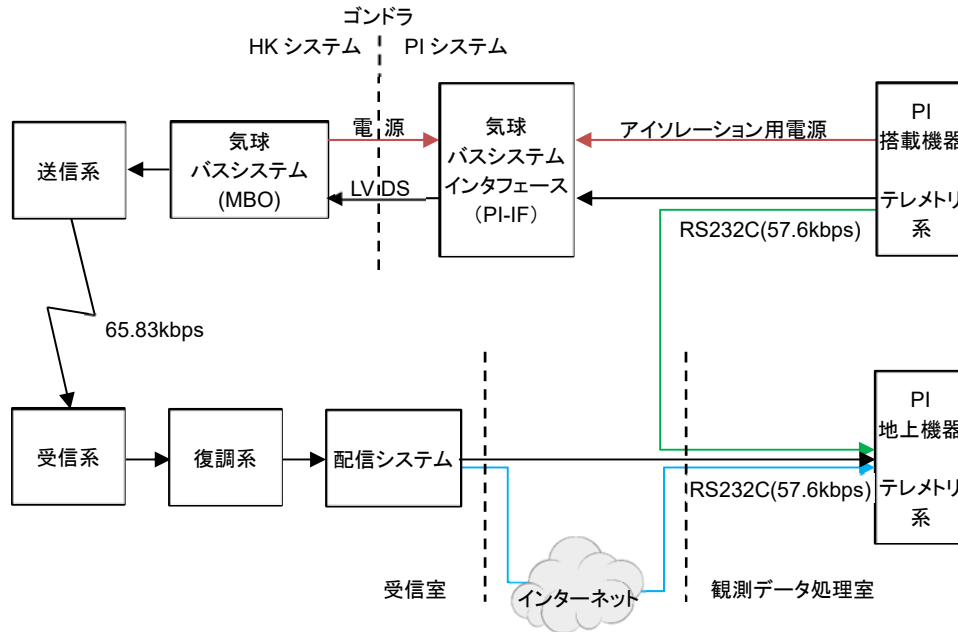 ゴンドラ
HK システム
PI システム
送信系
気球
バスシステム
(MBO)
電 源
LVDS
気球
バスシステム
インタフェース
（PI-IF）
アイソレーション用電源
PI
搭載機器
テレメトリ
系
RS232C(57.6kbps)
65.83kbps
受信系
復調系
配信システム
PI
地上機器
テレメトリ
系
RS232C(57.6kbps)
受信室
インターネット
観測データ処理室